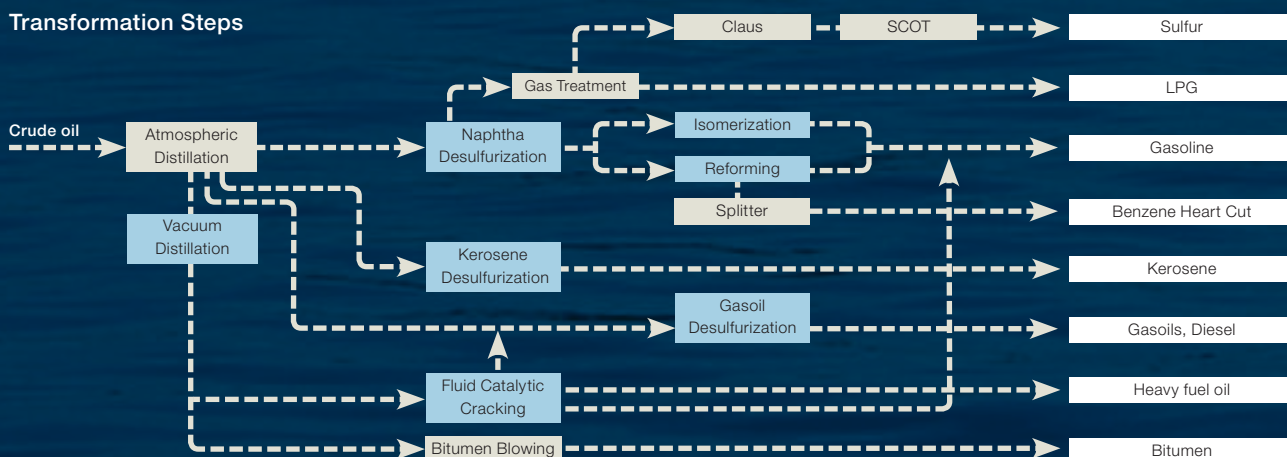 Transformation Steps
Claus
SCOT
Sulfur
Gas Treatment
LPG
Crude oil
Atmospheric
Distillation
Naphtha
Desulfurization
Isomerization
Reforming
Gasoline
Splitter
Benzene Heart Cut
Vacuum
Distillation
Kerosene
Desulfurization
Kerosene
Gasoil
Desulfurization
Gasoils, Diesel
Fluid Catalytic
Cracking
Heavy fuel oil
Bitumen Blowing
Bitumen